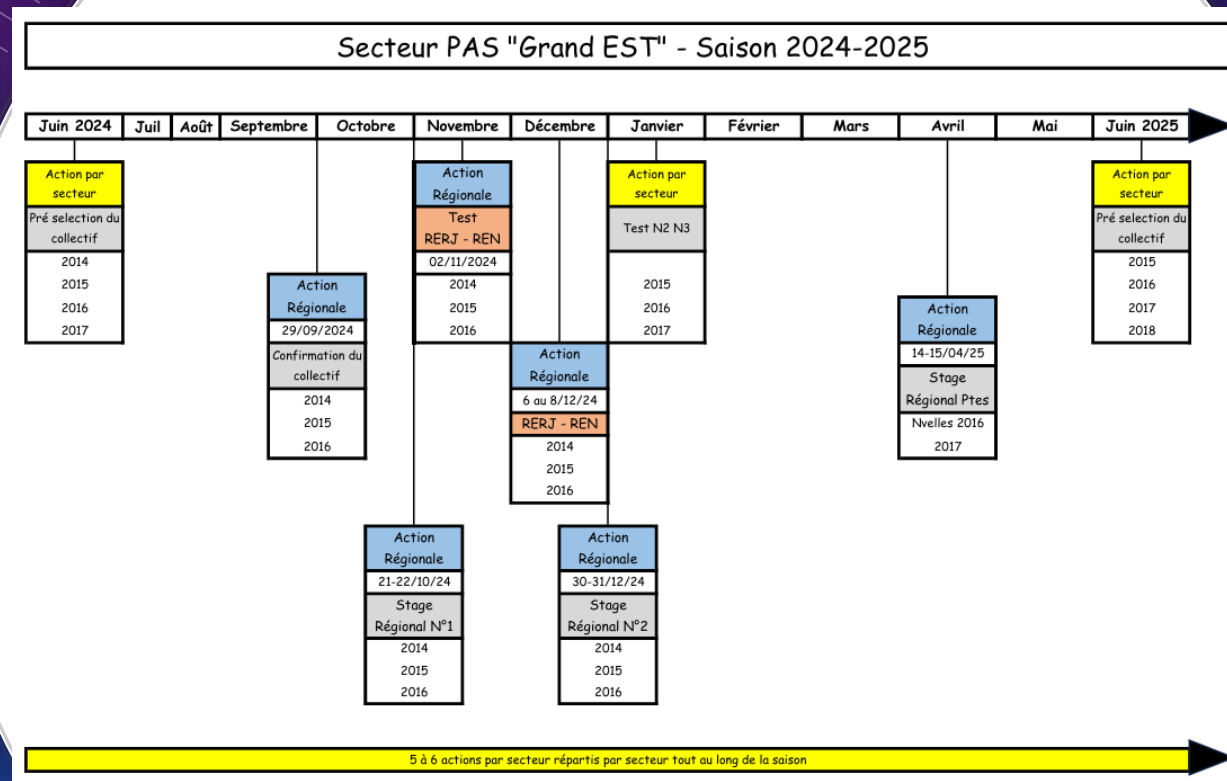 Secteur PAS "Grand EST" - Saison 2024-2025
Juin 2024
Juil
Août
Septembre
Octobre
Novembre
Décembre
Janvier
Février
Mars
Avril
Mai
Juin 2025
Action par
secteur
Pré selection du
collectif
2014
2015
2016
2017
Action
Régionale
29/09/2024
Confirmation du
collectif
2014
2015
2016
Action
Régionale
21-22/10/24
Stage
Régional N°1
2014
2015
2016
Action
Régionale
Test
RERJ - REN
02/11/2024
2014
2015
2016
Action
Régionale
6 au 8/12/24
RERJ - REN
2014
2015
2016
Action
Régionale
30-31/12/24
Stage
Régional N°2
2014
2015
2016
Action par
secteur
Test N2 N3
2015
2016
2017
Action
Régionale
14-15/04/25
Stage
Régional Ptes
Nvelles 2016
2017
Action par
secteur
Pré selection du
collectif
2015
2016
2017
2018
5 à 6 actions par secteur répartis par secteur tout au long de la saison